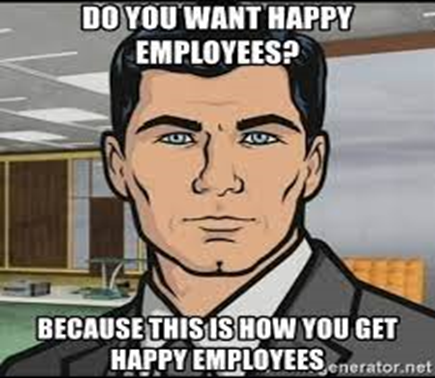 DO YOU WANT HAPPY
EMPLOYEES?
BECAUSE THIS IS HOW YOU GET
HAPPY EMPLOYEES
enerator.net